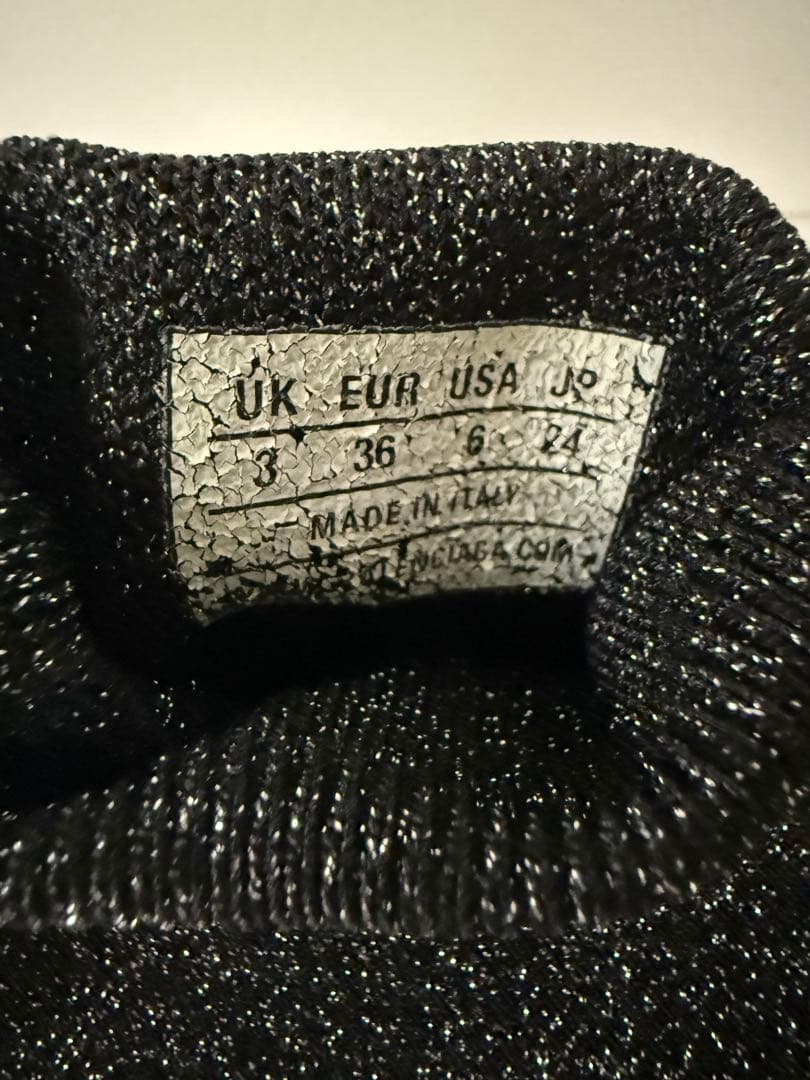 UK EUR USA JP
3 36 6 24
MADE IN ITALY